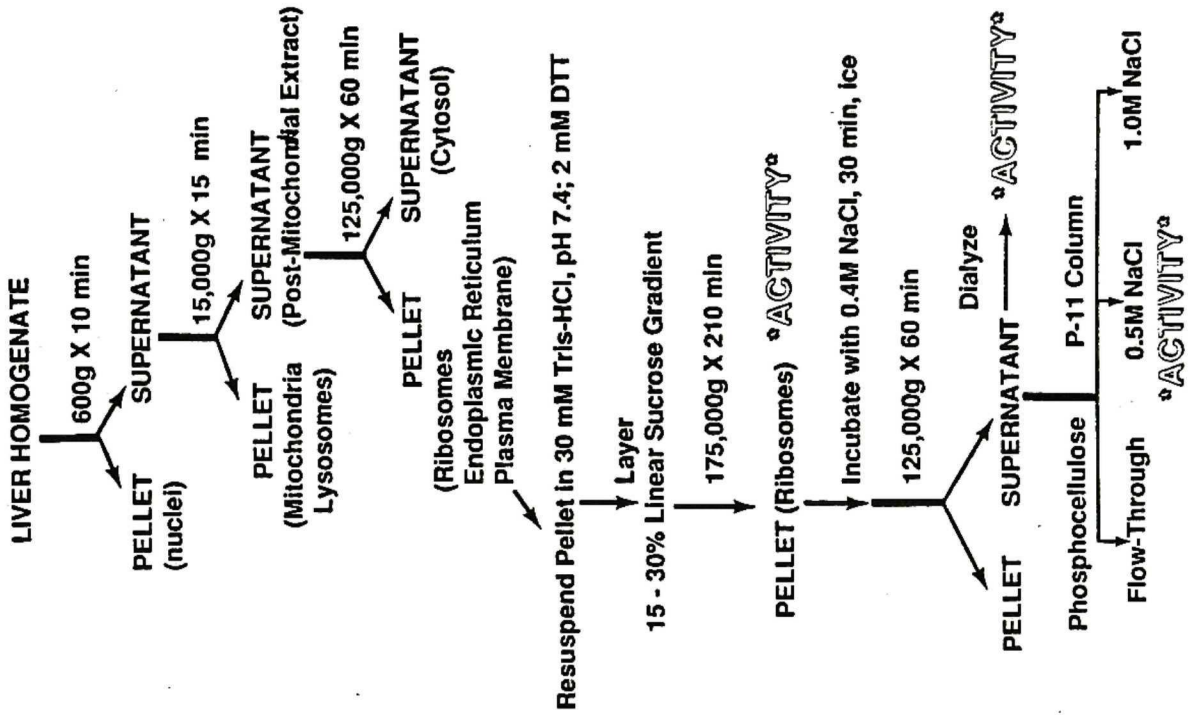 LIVER HOMOGENATE
600g X 10 min
PELLET
(nuclei)
SUPERNATANT
15,000g X 15 min
PELLET
(Mitochondria
Lysosomes)
SUPERNATANT
(Post-Mitochondrial Extract)
125,000g X 60 min
PELLET
(Ribosomes
Endoplasmic Reticulum
Plasma Membrane)
SUPERNATANT
(Cytosol)
Resuspend Pellet in 30 mM Tris-HCl, pH 7.4; 2 mM DTT
Layer
15 - 30% Linear Sucrose Gradient
175,000g X 210 min
PELLET (Ribosomes) *ACTIVITY*
Incubate with 0.4M NaCl, 30 min, ice
125,000g X 60 min
PELLET
SUPERNATANT
Dialyze
*ACTIVITY*
Phosphocellulose P-11 Column
Flow-Through
0.5M NaCl
*ACTIVITY*
1.0M NaCl